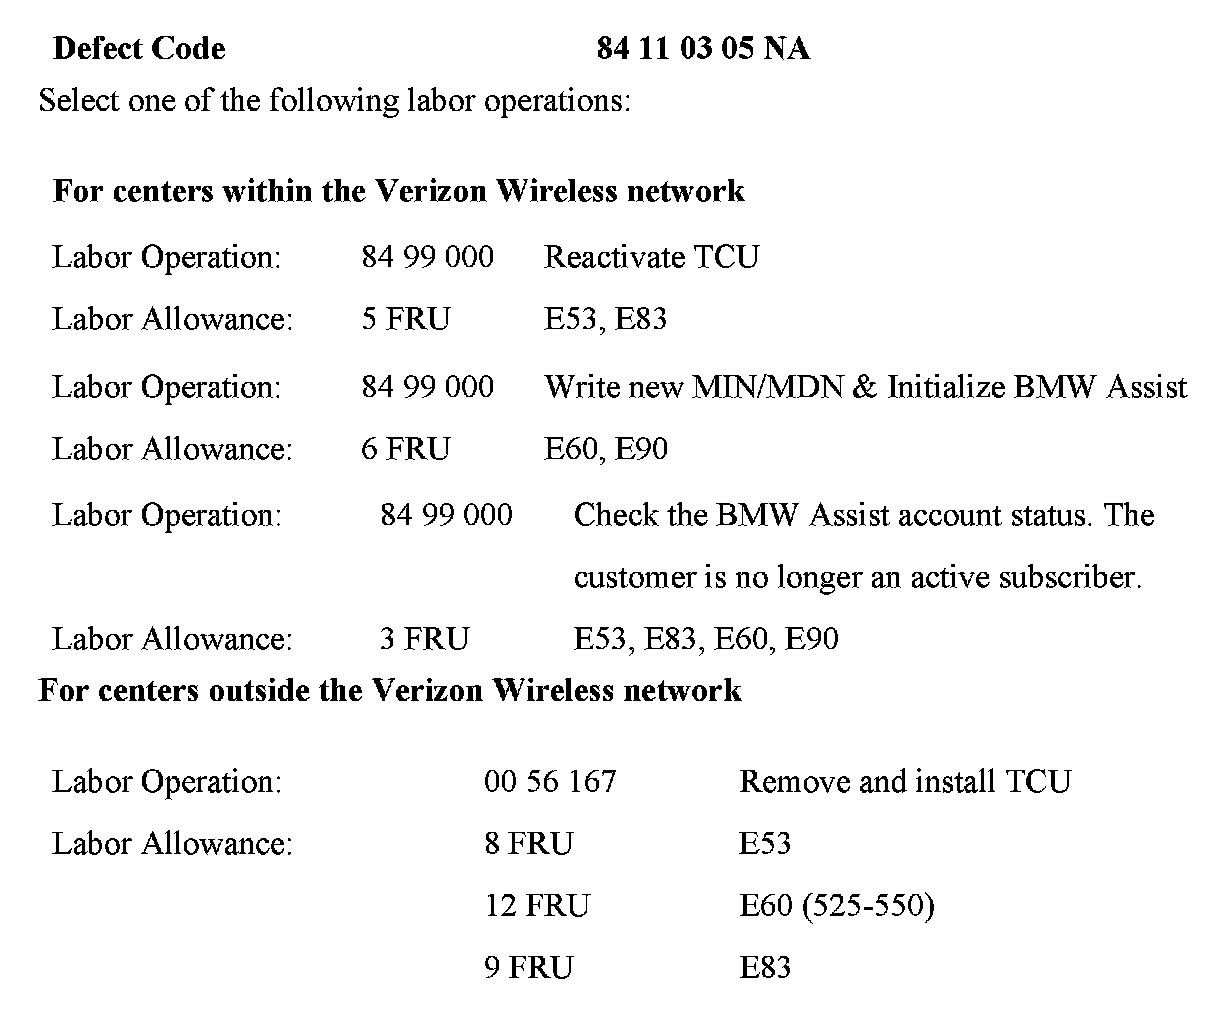 Defect Code 84 11 03 05 NA
Select one of the following labor operations:
For centers within the Verizon Wireless network
Labor Operation: 84 99 000 Reactivate TCU
Labor Allowance: 5 FRU E53, E83
Labor Operation: 84 99 000 Write new MIN/MDN & Initialize BMW Assist
Labor Allowance: 6 FRU E60, E90
Labor Operation: 84 99 000 Check the BMW Assist account status. The
customer is no longer an active subscriber.
Labor Allowance: 3 FRU E53, E83, E60, E90
For centers outside the Verizon Wireless network
Labor Operation: 00 56 167 Remove and install TCU
Labor Allowance: 8 FRU E53
12 FRU E60 (525-550)
9 FRU E83